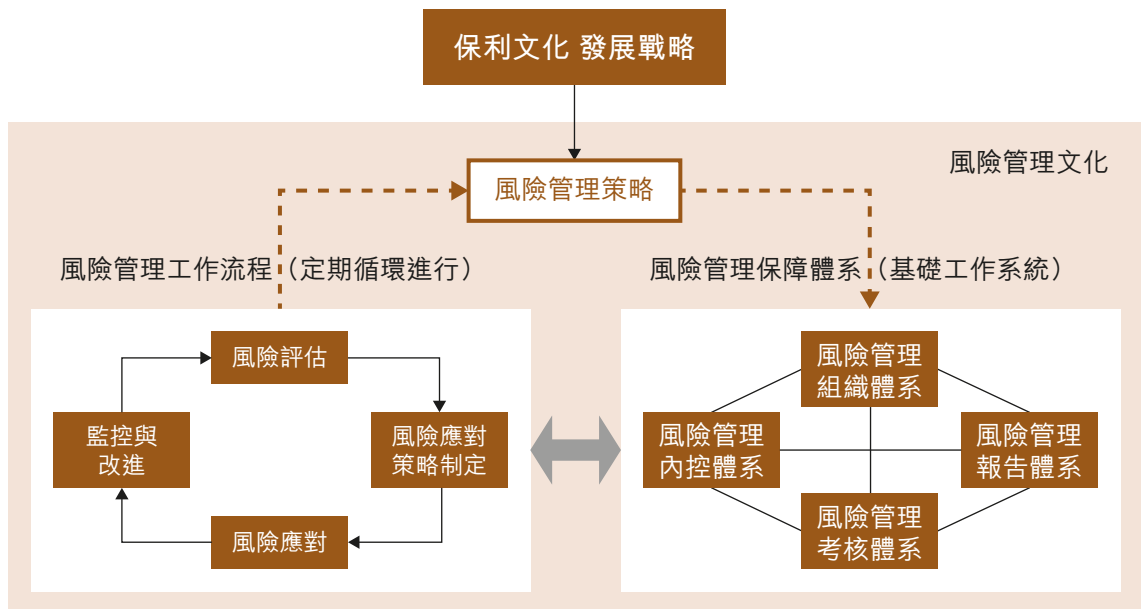 保利文化 發展戰略
風險管理文化
風險管理策略
風險管理工作流程（定期循環進行）
風險管理保障體系（基礎工作系統）
風險評估
監控與
改進
風險應對
策略制定
風險應對
風險管理
組織體系
風險管理
內控體系
風險管理
報告體系
風險管理
考核體系